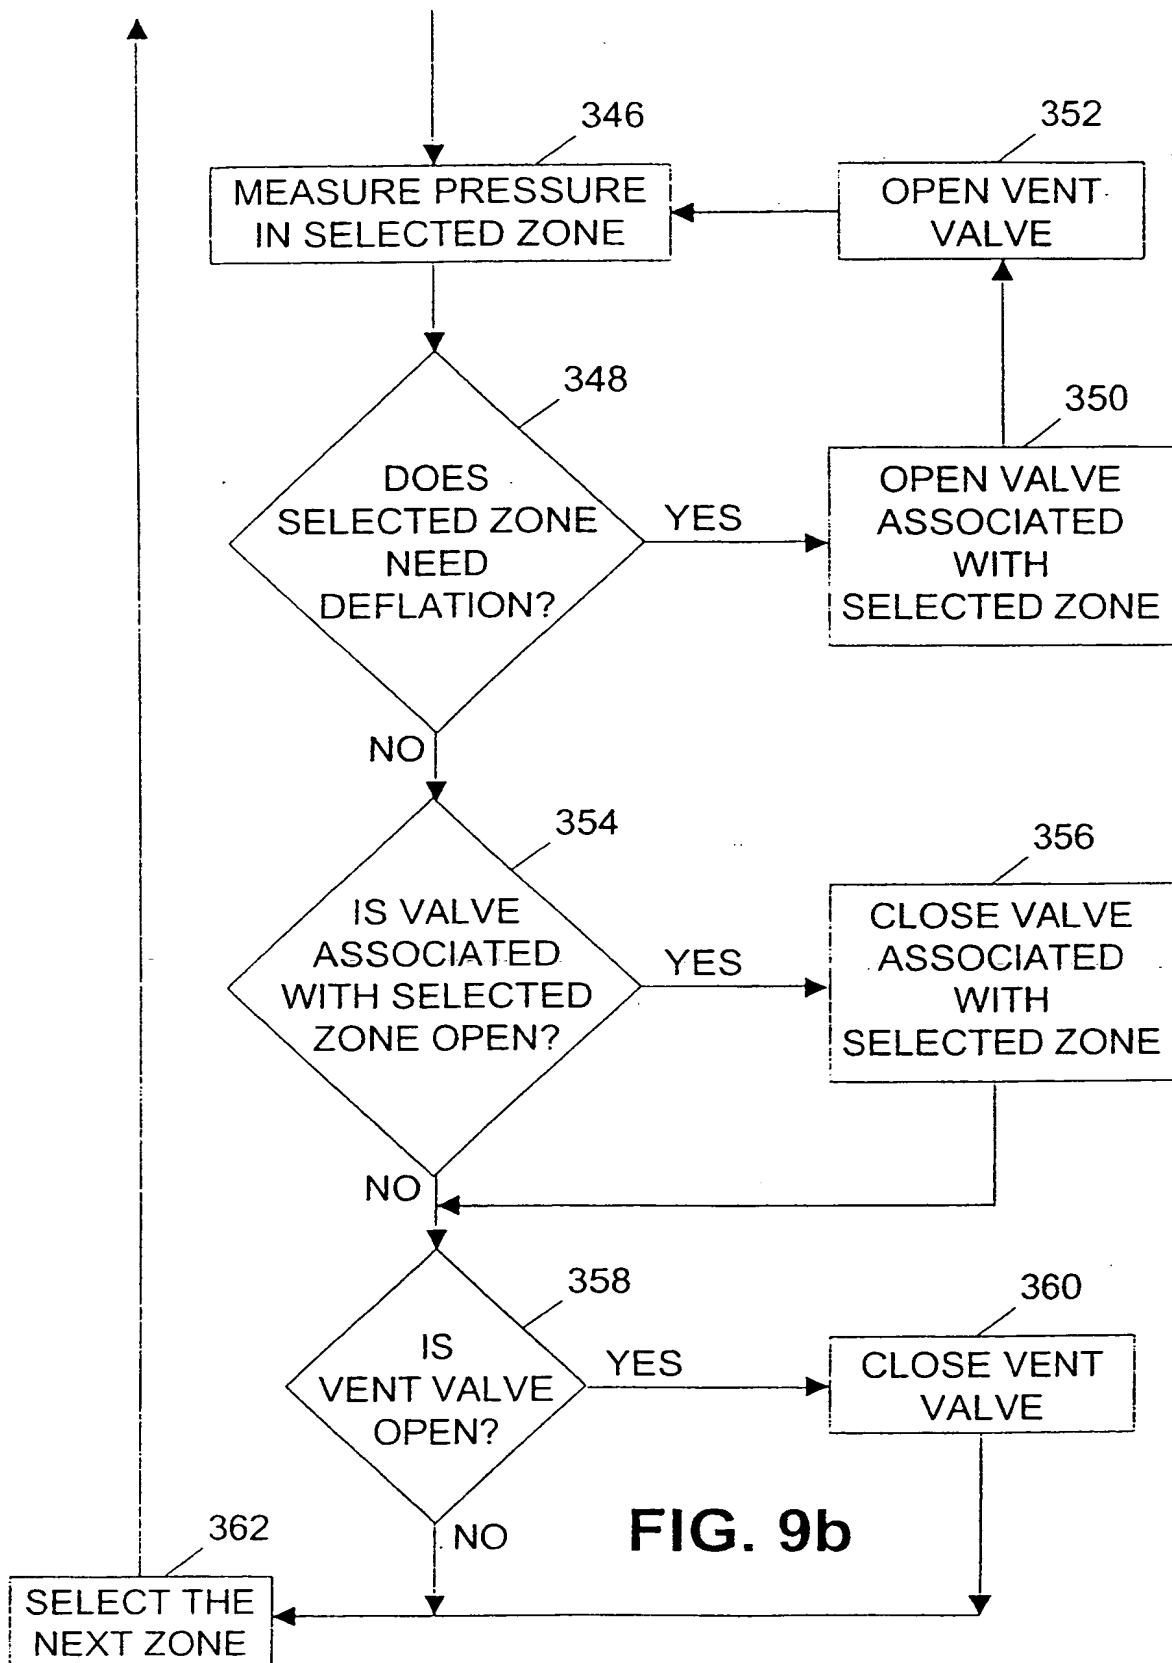 346
MEASURE PRESSURE
IN SELECTED ZONE
352
OPEN VENT
VALVE
348
DOES
SELECTED ZONE
NEED
DEFLATION?
YES
350
OPEN VALVE
ASSOCIATED
WITH
SELECTED ZONE
NO
354
IS VALVE
ASSOCIATED
WITH SELECTED
ZONE OPEN?
YES
356
CLOSE VALVE
ASSOCIATED
WITH
SELECTED ZONE
NO
358
IS
VENT VALVE
OPEN?
YES
360
CLOSE VENT
VALVE
NO
362
SELECT THE
NEXT ZONE
FIG. 9b